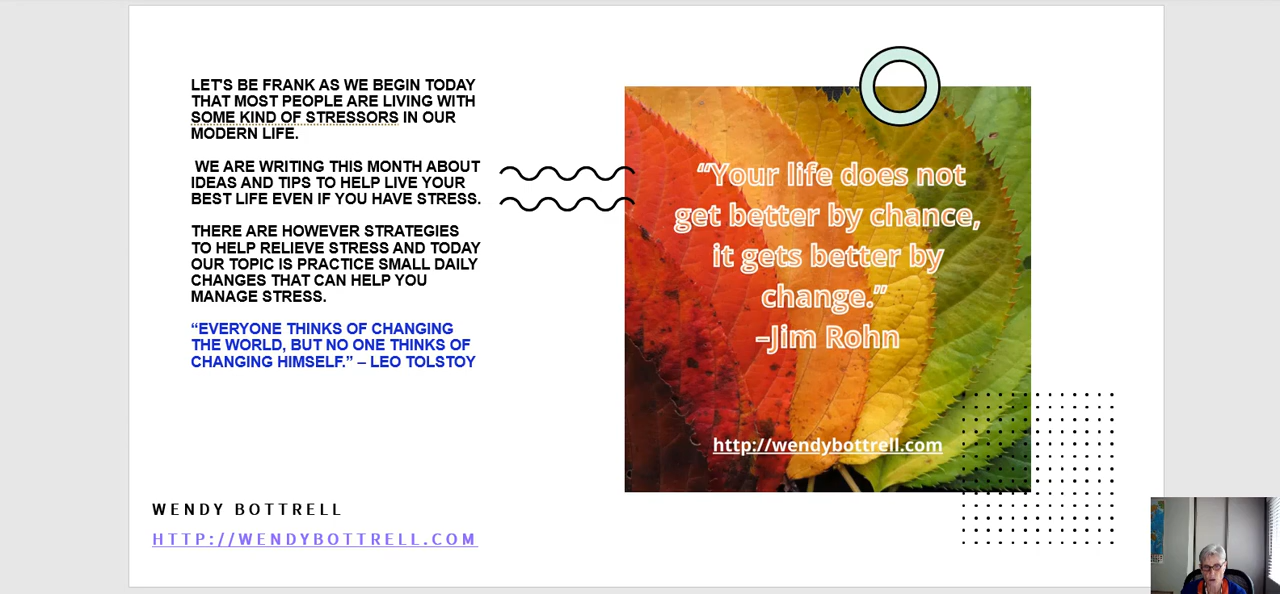 LET'S BE FRANK AS WE BEGIN TODAY
THAT MOST PEOPLE ARE LIVING WITH
SOME KIND OF STRESSORS IN OUR
MODERN LIFE.
WE ARE WRITING THIS MONTH ABOUT
IDEAS AND TIPS TO HELP LIVE YOUR
BEST LIFE EVEN IF YOU HAVE STRESS.
THERE ARE HOWEVER STRATEGIES
TO HELP RELIEVE STRESS AND TODAY
OUR TOPIC IS PRACTICE SMALL DAILY
CHANGES THAT CAN HELP YOU
MANAGE STRESS.
“EVERYONE THINKS OF CHANGING
THE WORLD, BUT NO ONE THINKS OF
CHANGING HIMSELF.” – LEO TOLSTOY
WENDY BOTTRELL
HTTP://WENDYBOTTRELL.COM
“Your life does not
get better by chance,
it gets better by
change.”
–Jim Rohn
http://wendybottrell.com